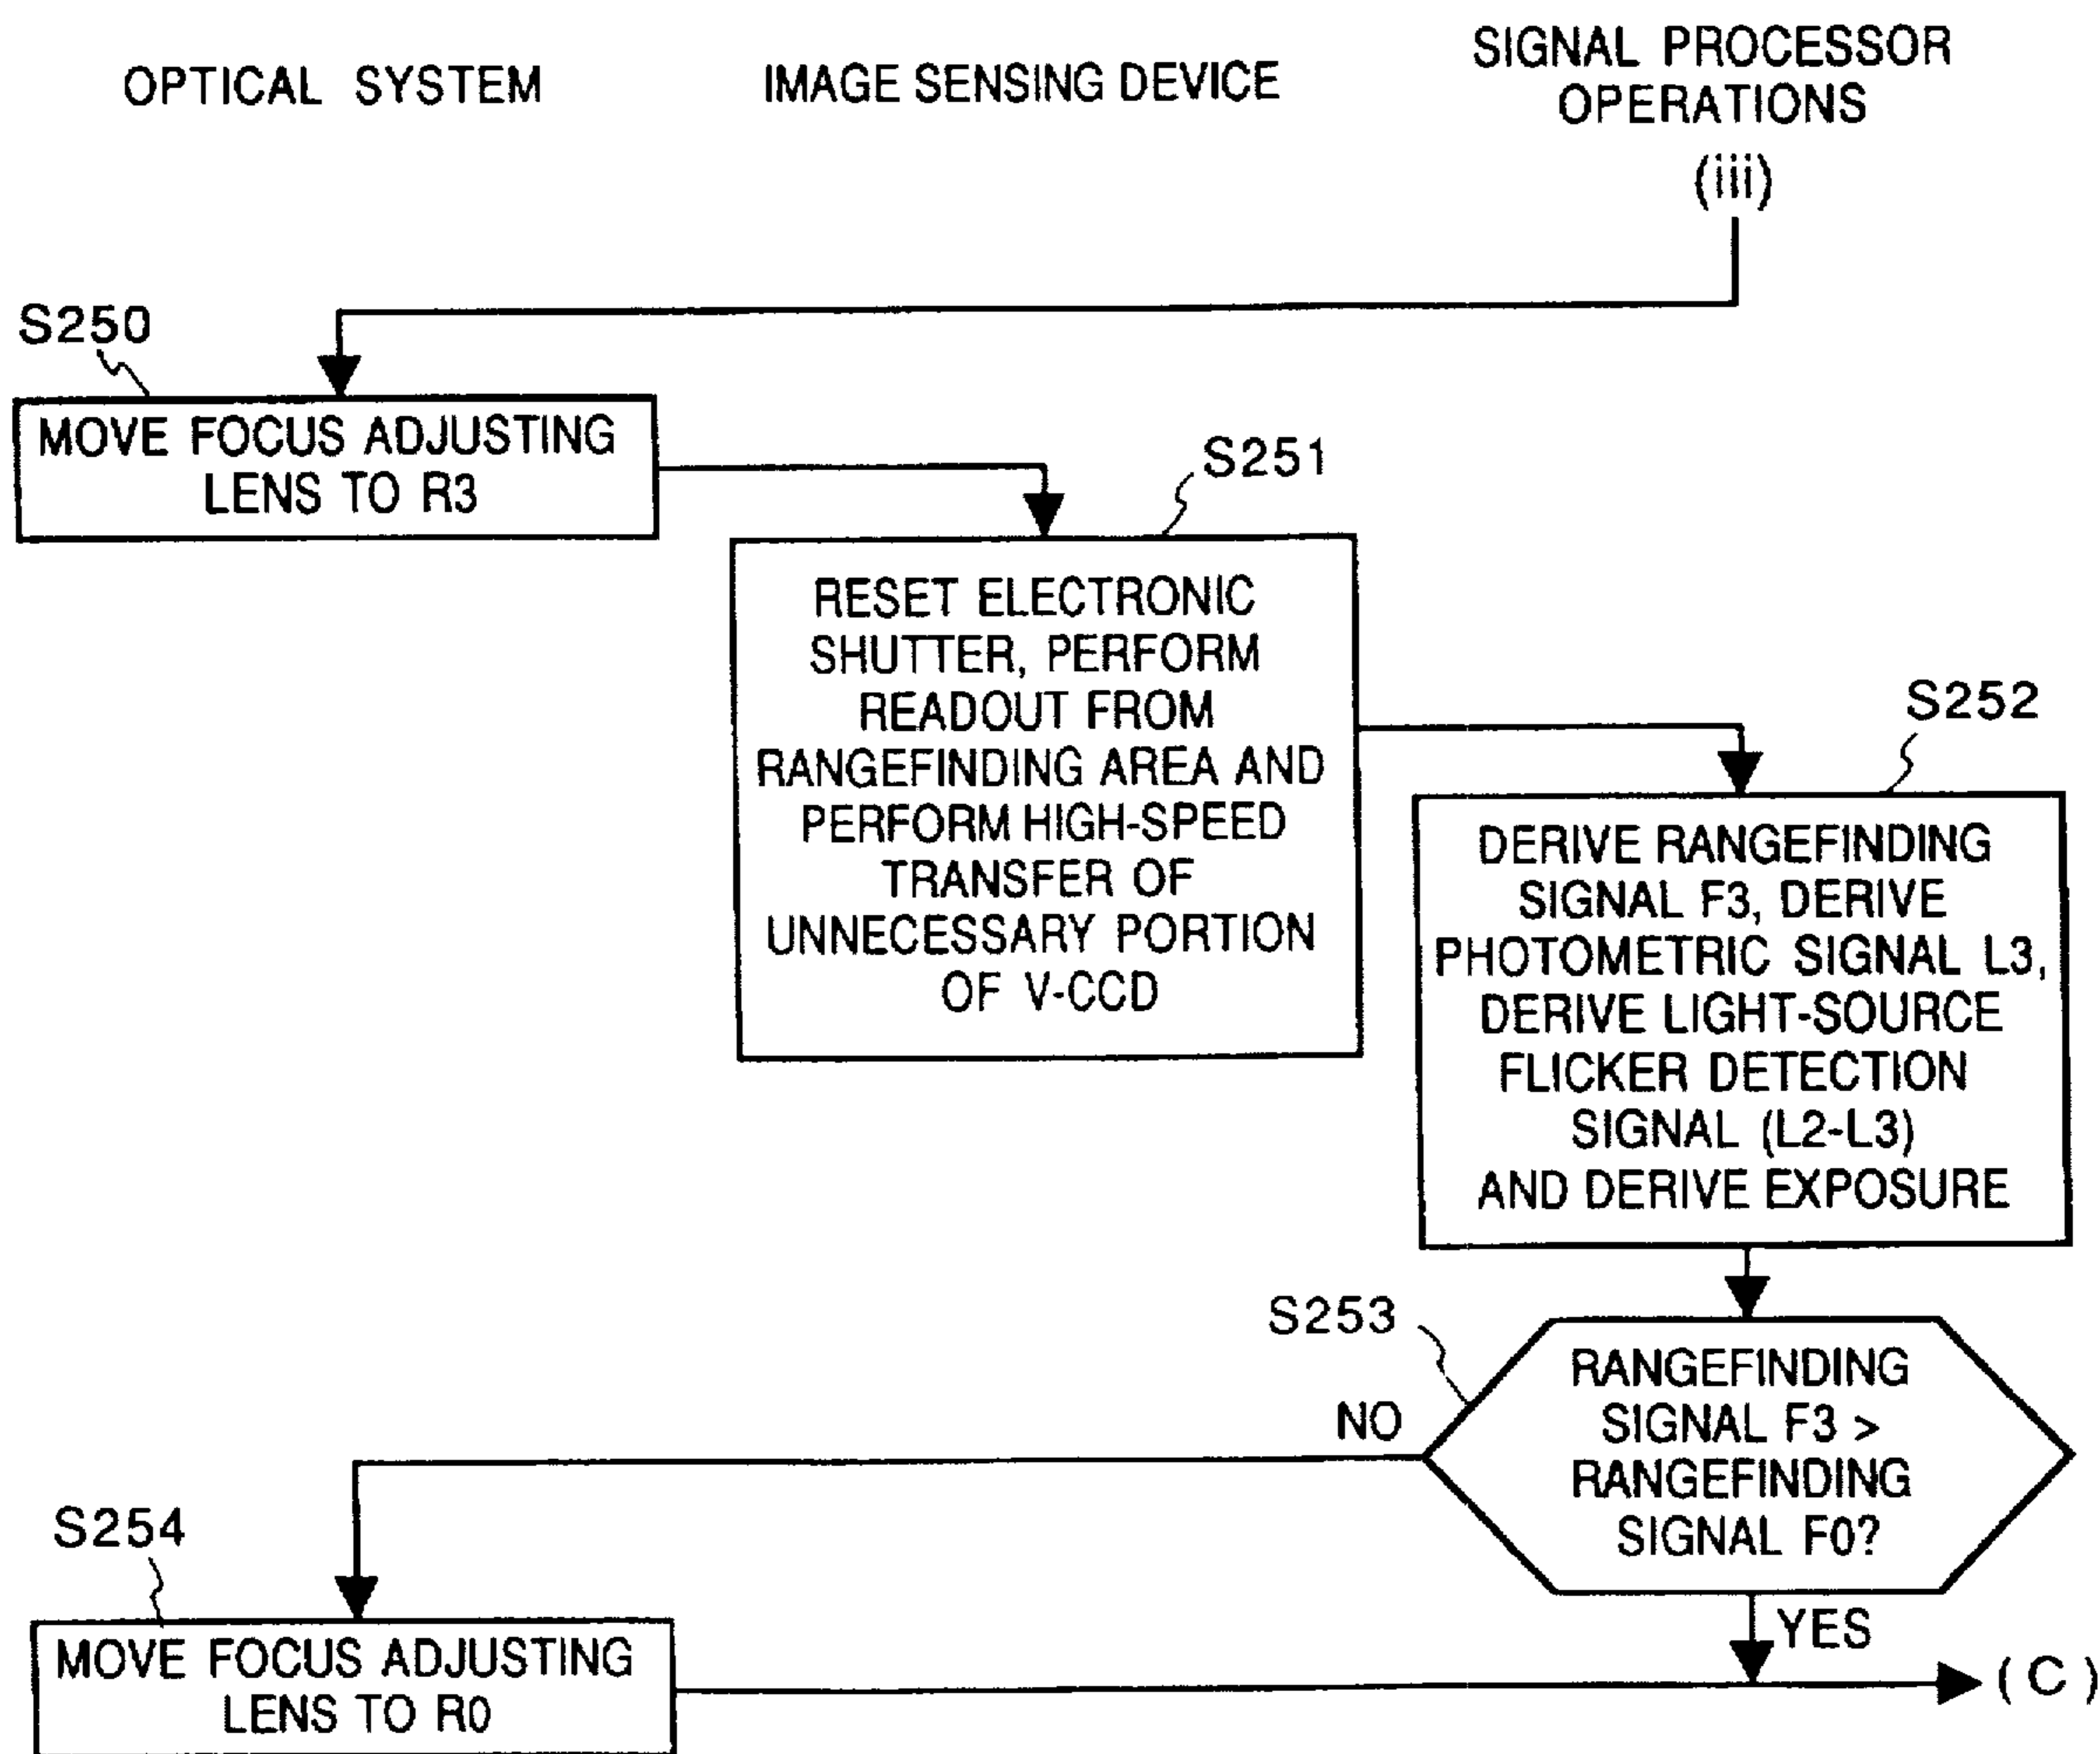 OPTICAL SYSTEM
IMAGE SENSING DEVICE
SIGNAL PROCESSOR
OPERATIONS
(iii)
S250
MOVE FOCUS ADJUSTING
LENS TO R3
S251
RESET ELECTRONIC
SHUTTER, PERFORM
READOUT FROM
RANGEFINDING AREA AND
PERFORM HIGH-SPEED
TRANSFER OF
UNNECESSARY PORTION
OF V-CCD
S252
DERIVE RANGEFINDING
SIGNAL F3, DERIVE
PHOTOMETRIC SIGNAL L3,
DERIVE LIGHT-SOURCE
FLICKER DETECTION
SIGNAL (L2-L3)
AND DERIVE EXPOSURE
S253
RANGEFINDING
SIGNAL F3 >
RANGEFINDING
SIGNAL F0?
NO
YES
S254
MOVE FOCUS ADJUSTING
LENS TO R0
( C )